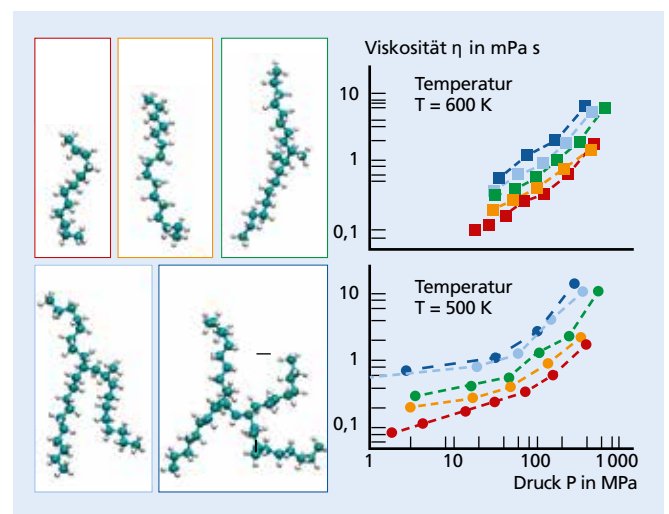 Viskosität η in mPa s
Temperatur
T = 600 K
10
1
0,1
Temperatur
T = 500 K
10
1
0,1
1 10 100 1 000
Druck P in MPa